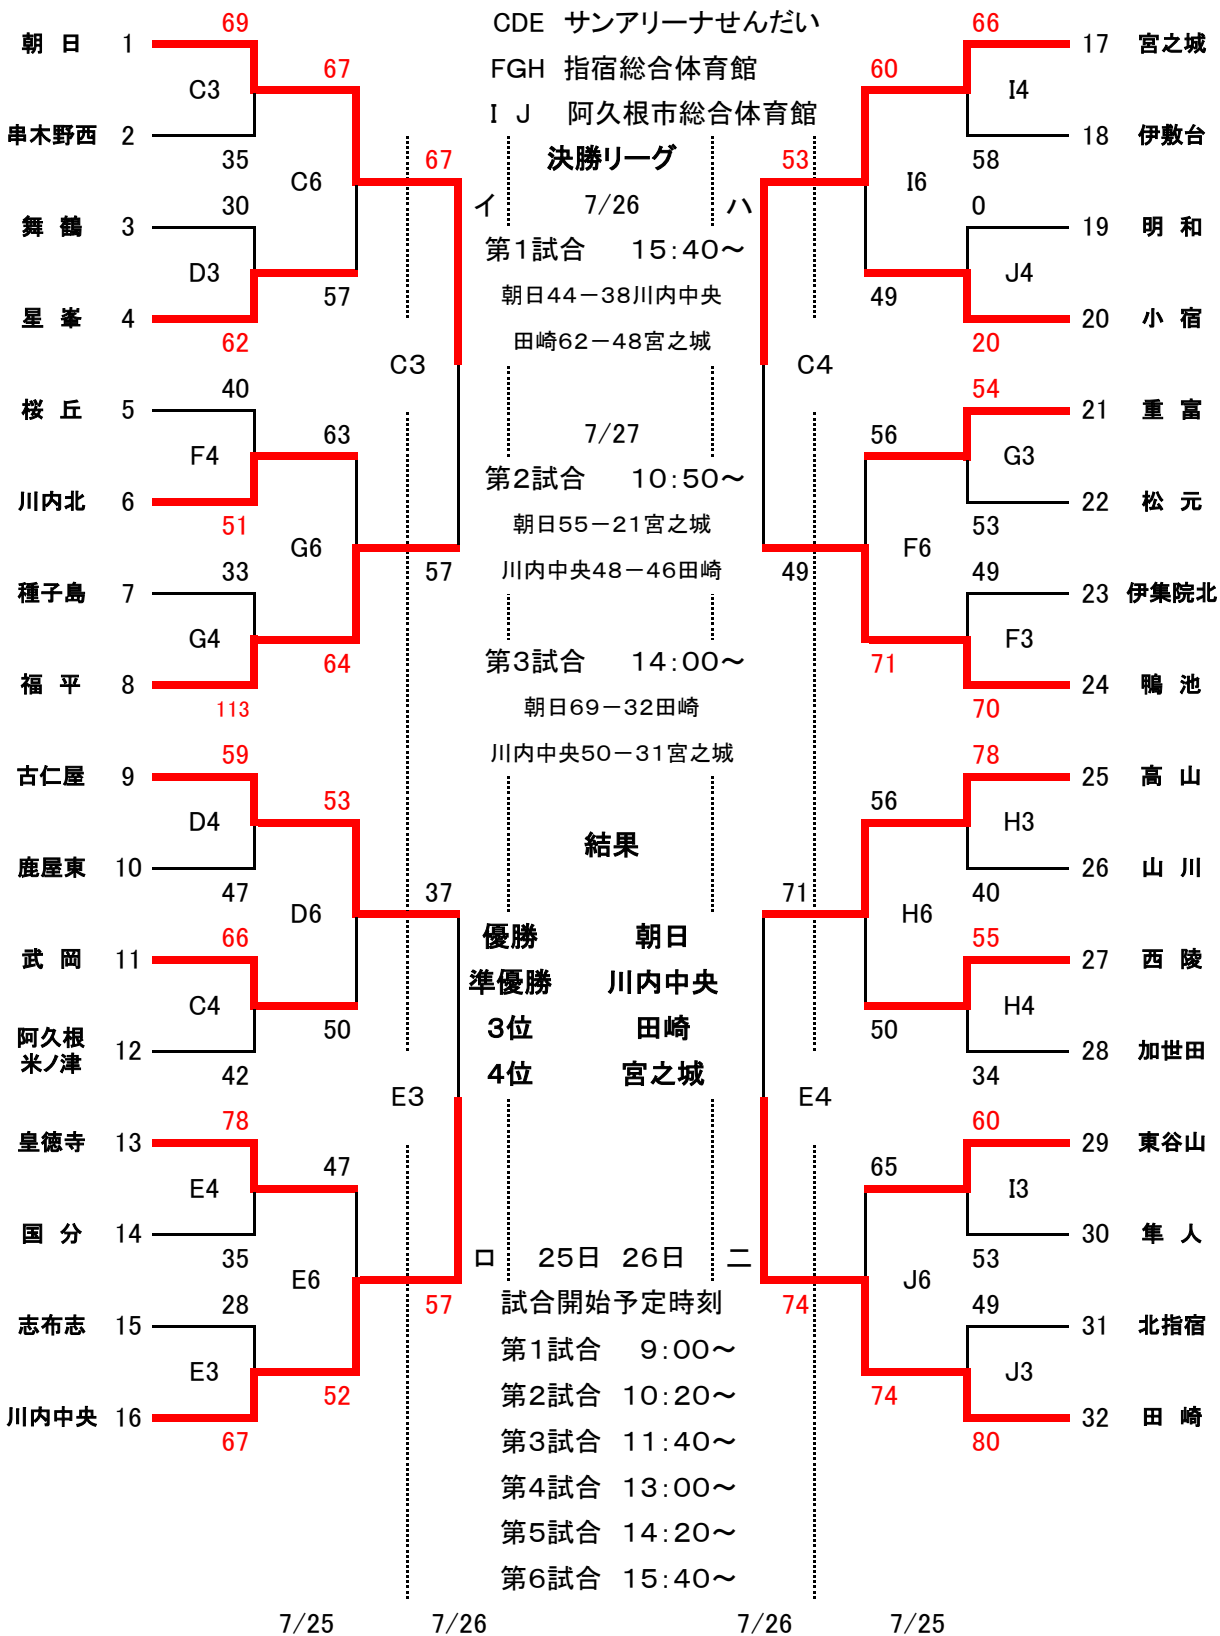 CDE サンアリーナせんだい
FGH 指宿総合体育館
I J 阿久根市総合体育館
決勝リーグ
イ 7/26 ハ
第1試合 15:40～
朝日44－38川内中央
田崎62－48宮之城
7/27
第2試合 10:50～
朝日55－21宮之城
川内中央48－46田崎
第3試合 14:00～
朝日69－32田崎
川内中央50－31宮之城
結果
優勝 朝日
準優勝 川内中央
3位 田崎
4位 宮之城
ロ 25日 26日 ニ
試合開始予定時刻
第1試合 9:00～
第2試合 10:20～
第3試合 11:40～
第4試合 13:00～
第5試合 14:20～
第6試合 15:40～
朝 日 1 69
C3
串木野西 2 35
67
C6
57
舞 鶴 3 30
D3
星 峯 4 62
67
C3
57
桜 丘 5 40
F4
川内北 6 51
63
G6
64
種子島 7 33
G4
福 平 8 113
古仁屋 9 59
D4
鹿屋東 10 47
53
D6
50
武 岡 11 66
C4
阿久根
米ノ津 12 42
37
E3
57
皇徳寺 13 78
E4
国 分 14 35
47
E6
52
志布志 15 28
E3
川内中央 16 67
66 17 宮之城
I4
58 18 伊敷台
60
I6
49
0 19 明 和
J4
20 20 小 宿
53
C4
49
54 21 重 富
G3
53 22 松 元
56
F6
71
49 23 伊集院北
F3
70 24 鴨 池
78 25 高 山
H3
40 26 山 川
56
H6
50
55 27 西 陵
H4
34 28 加世田
71
E4
74
60 29 東谷山
I3
53 30 隼 人
65
J6
74
49 31 北指宿
J3
80 32 田 崎
7/25 7/26 7/26 7/25